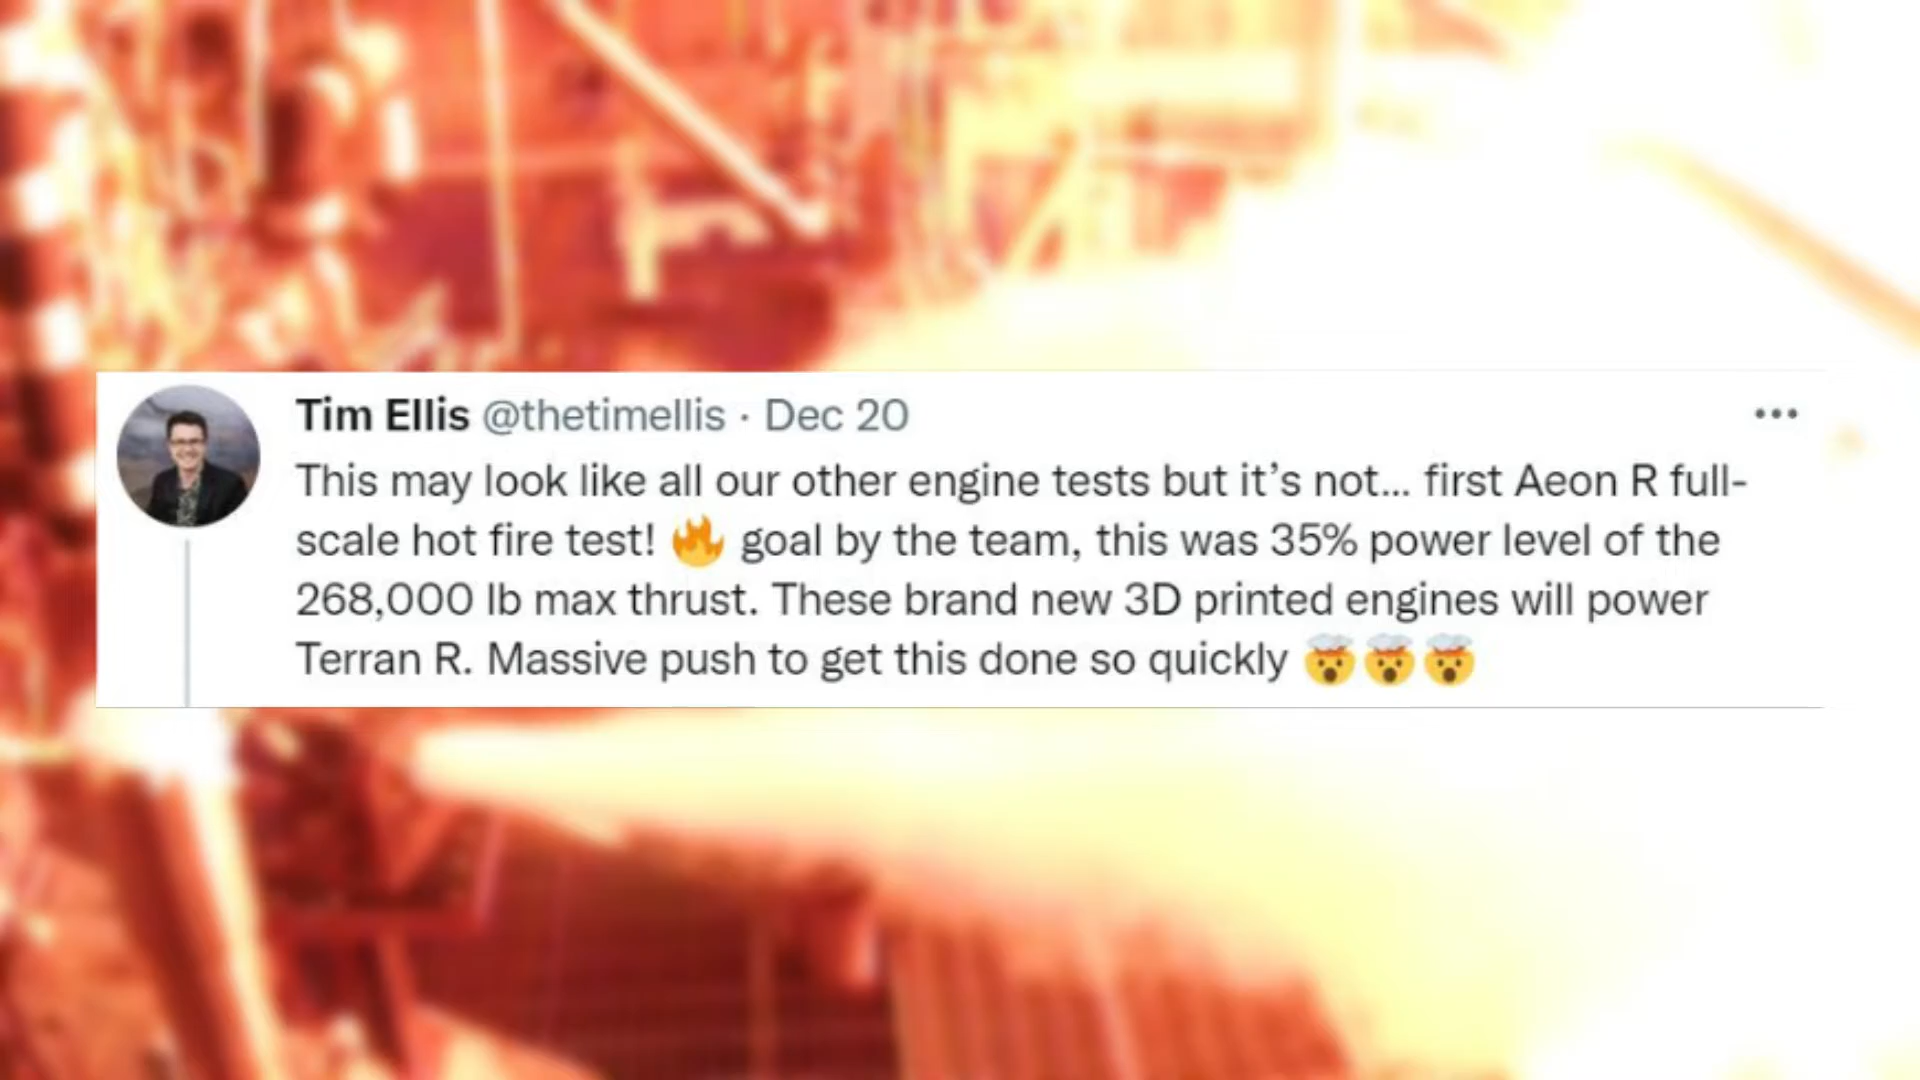 Tim Ellis @thetimellis · Dec 20
This may look like all our other engine tests but it’s not... first Aeon R full-
scale hot fire test! 🔥 goal by the team, this was 35% power level of the
268,000 lb max thrust. These brand new 3D printed engines will power
Terran R. Massive push to get this done so quickly 🤯🤯🤯